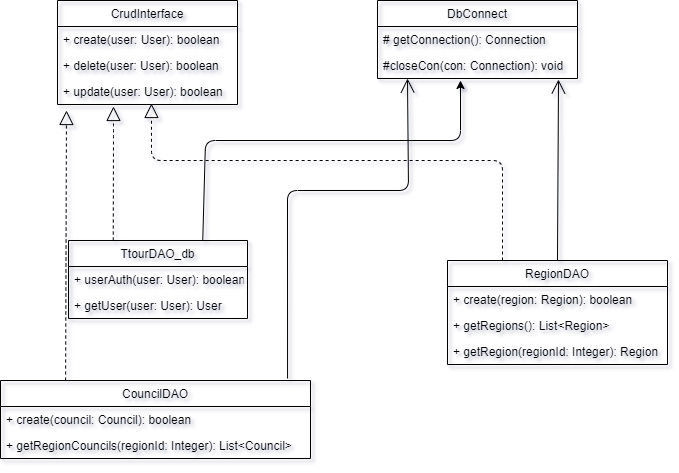 CrudInterface
+ create(user: User): boolean
+ delete(user: User): boolean
+ update(user: User): boolean
DbConnect
# getConnection(): Connection
#closeCon(con: Connection): void
TtourDAO_db
+ userAuth(user: User): boolean
+ getUser(user: User): User
RegionDAO
+ create(region: Region): boolean
+ getRegions(): List<Region>
+ getRegion(regionId: Integer): Region
CouncilDAO
+ create(council: Council): boolean
+ getRegionCouncils(regionId: Integer): List<Council>